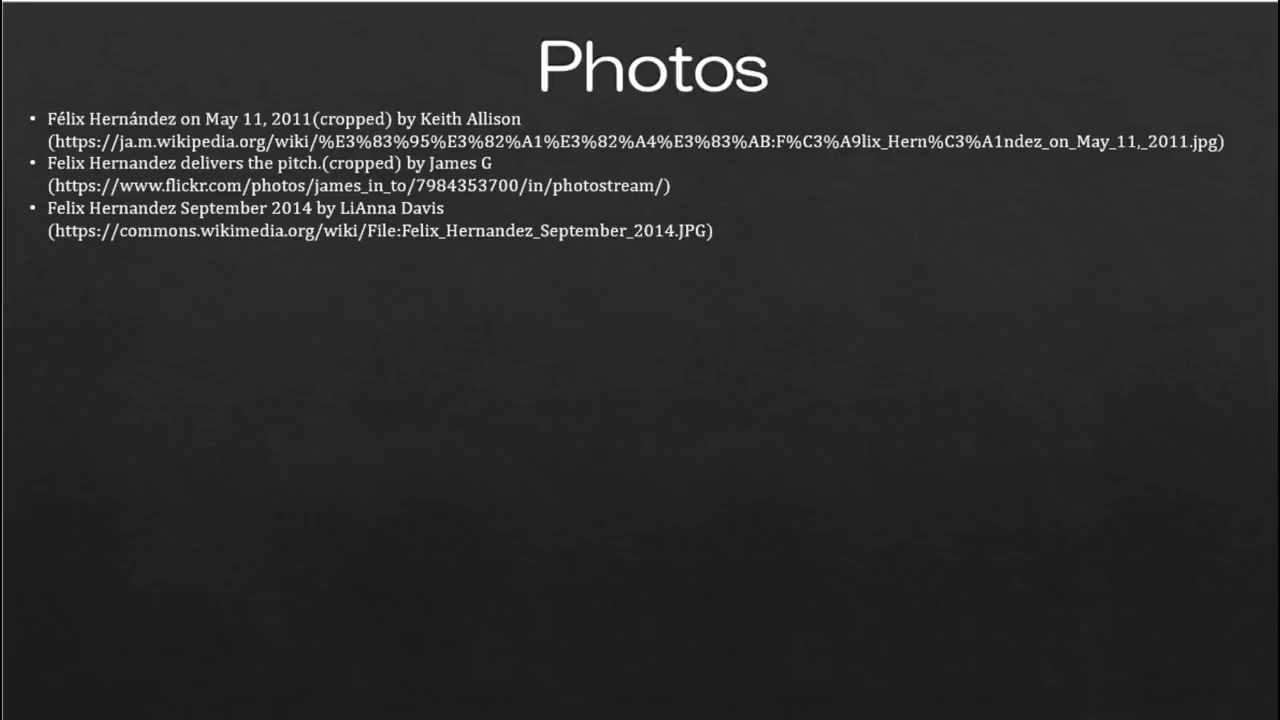 Photos
• Félix Hernández on May 11, 2011(cropped) by Keith Allison
(https://ja.m.wikipedia.org/wiki/%E3%83%95%E3%82%A1%E3%82%A4%E3%83%AB:F%C3%A9lix_Hern%C3%A1ndez_on_May_11,_2011.jpg)
• Felix Hernandez delivers the pitch.(cropped) by James G
(https://www.flickr.com/photos/james_in_to/7984353700/in/photostream/)
• Felix Hernandez September 2014 by LiAnna Davis
(https://commons.wikimedia.org/wiki/File:Felix_Hernandez_September_2014.JPG)